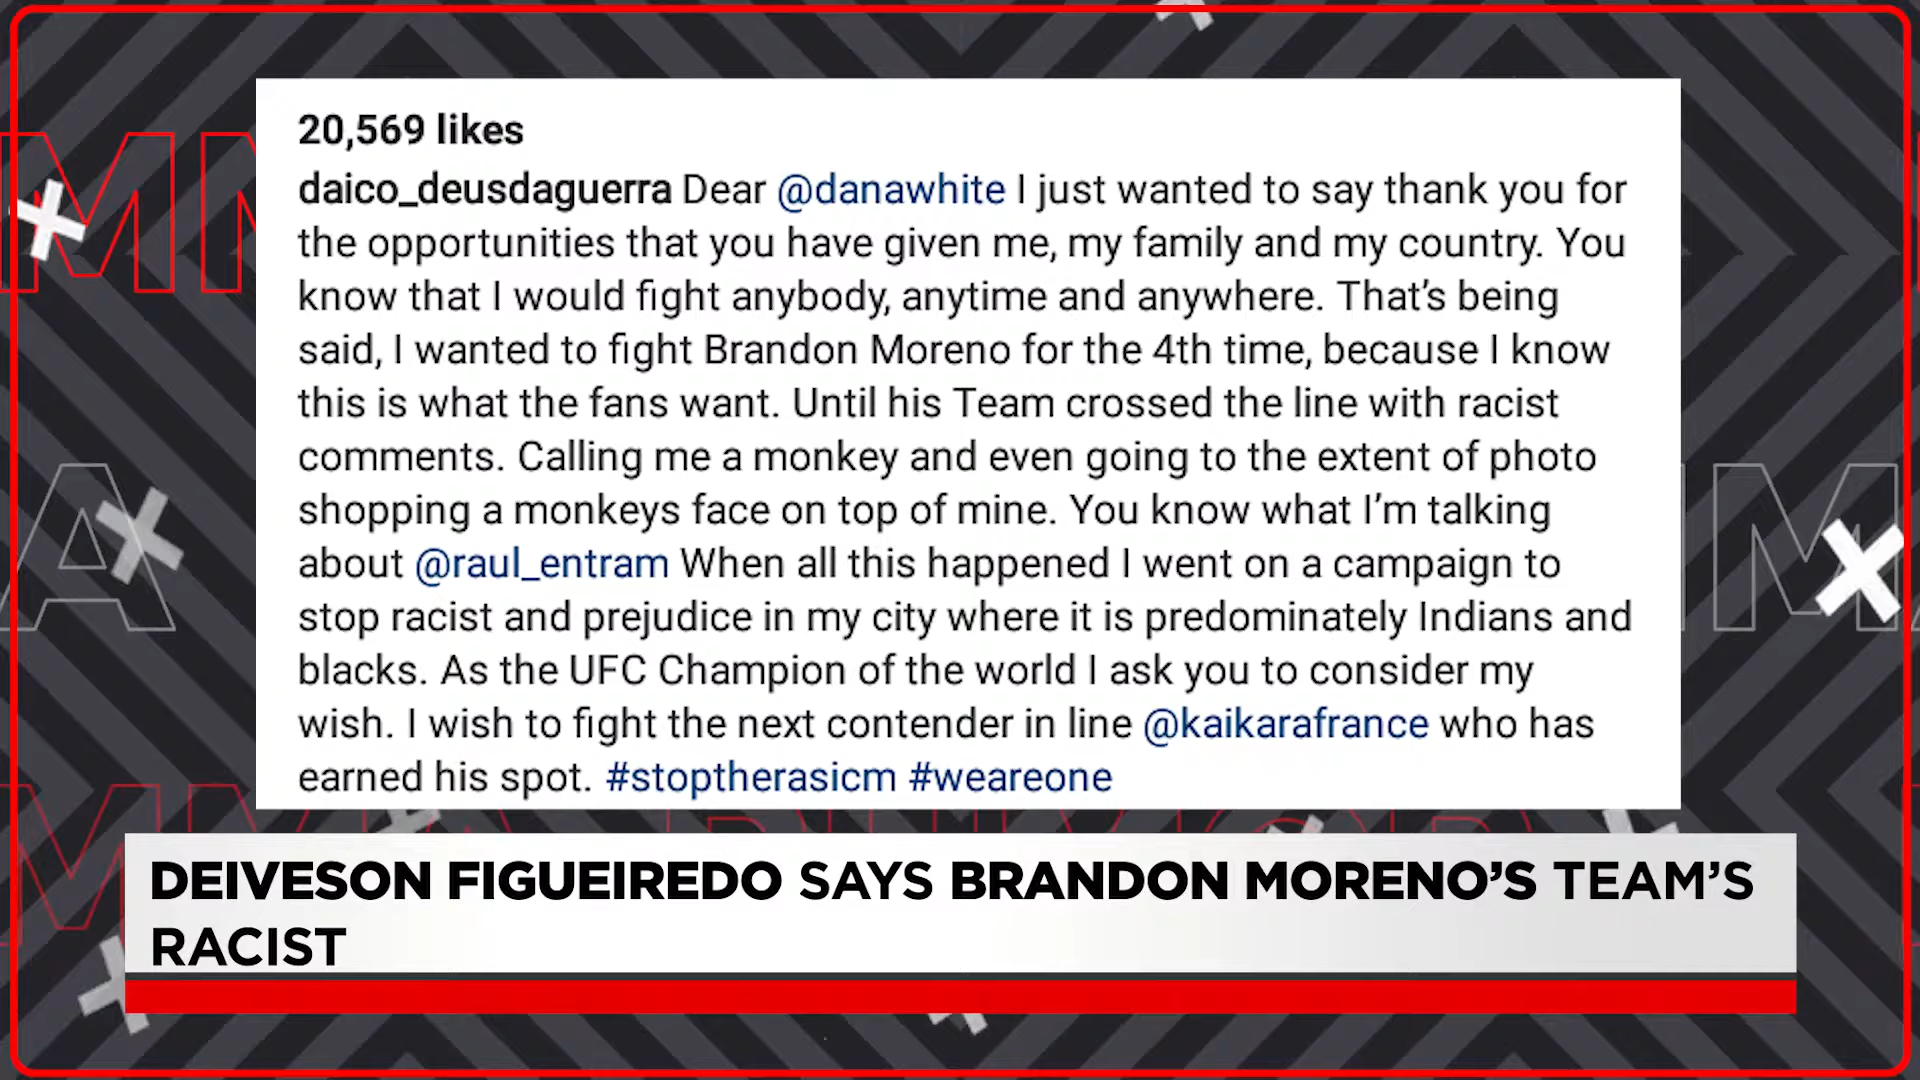 20,569 likes
daico_deusdaguerra Dear @danawhite I just wanted to say thank you for
the opportunities that you have given me, my family and my country. You
know that I would fight anybody, anytime and anywhere. That's being
said, I wanted to fight Brandon Moreno for the 4th time, because I know
this is what the fans want. Until his Team crossed the line with racist
comments. Calling me a monkey and even going to the extent of photo
shopping a monkeys face on top of mine. You know what I'm talking
about @raul_entram When all this happened I went on a campaign to
stop racist and prejudice in my city where it is predominately Indians and
blacks. As the UFC Champion of the world I ask you to consider my
wish. I wish to fight the next contender in line @kaikarafrance who has
earned his spot. #stoptherasicm #weareone
DEIVESON FIGUEIREDO SAYS BRANDON MORENO'S TEAM'S
RACIST